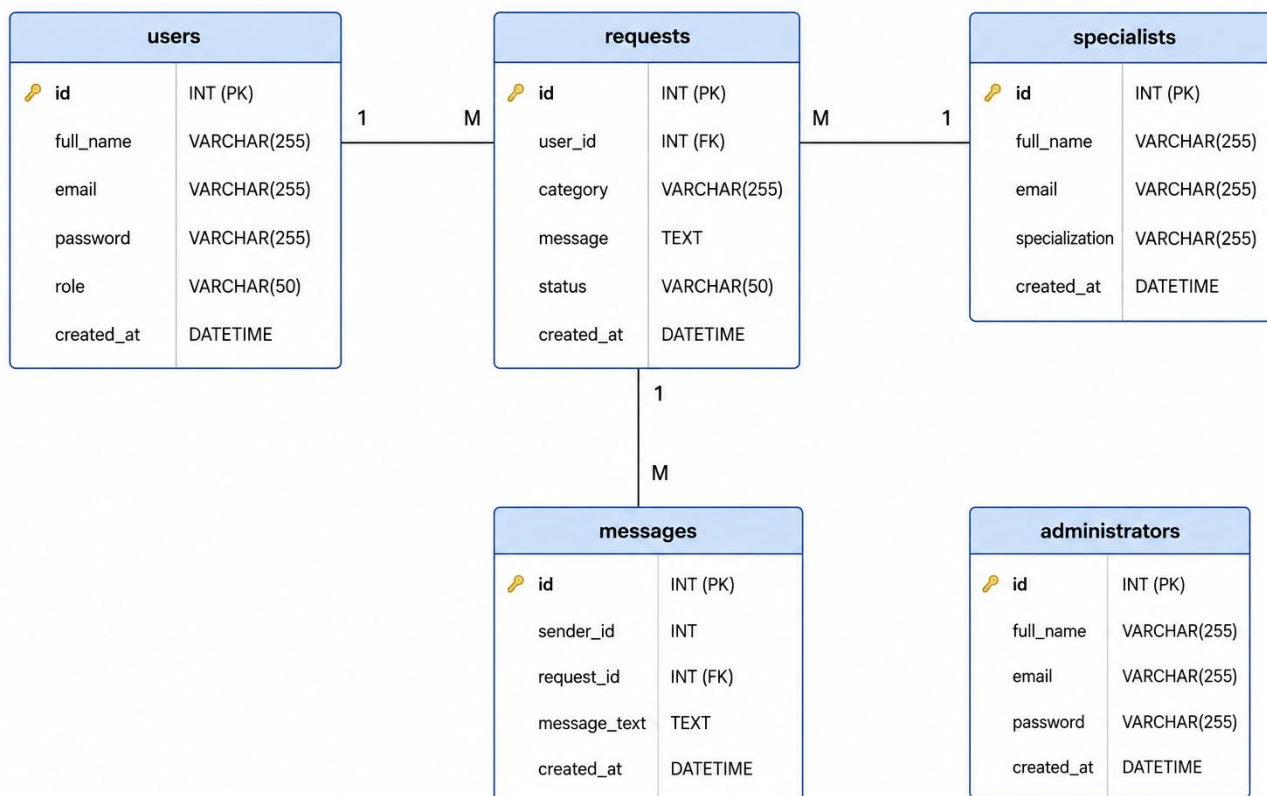 users
id INT (PK)
full_name VARCHAR(255)
email VARCHAR(255)
password VARCHAR(255)
role VARCHAR(50)
created_at DATETIME
1 M
requests
id INT (PK)
user_id INT (FK)
category VARCHAR(255)
message TEXT
status VARCHAR(50)
created_at DATETIME
M 1
specialists
id INT (PK)
full_name VARCHAR(255)
email VARCHAR(255)
specialization VARCHAR(255)
created_at DATETIME
1
M
messages
id INT (PK)
sender_id INT
request_id INT (FK)
message_text TEXT
created_at DATETIME
administrators
id INT (PK)
full_name VARCHAR(255)
email VARCHAR(255)
password VARCHAR(255)
created_at DATETIME